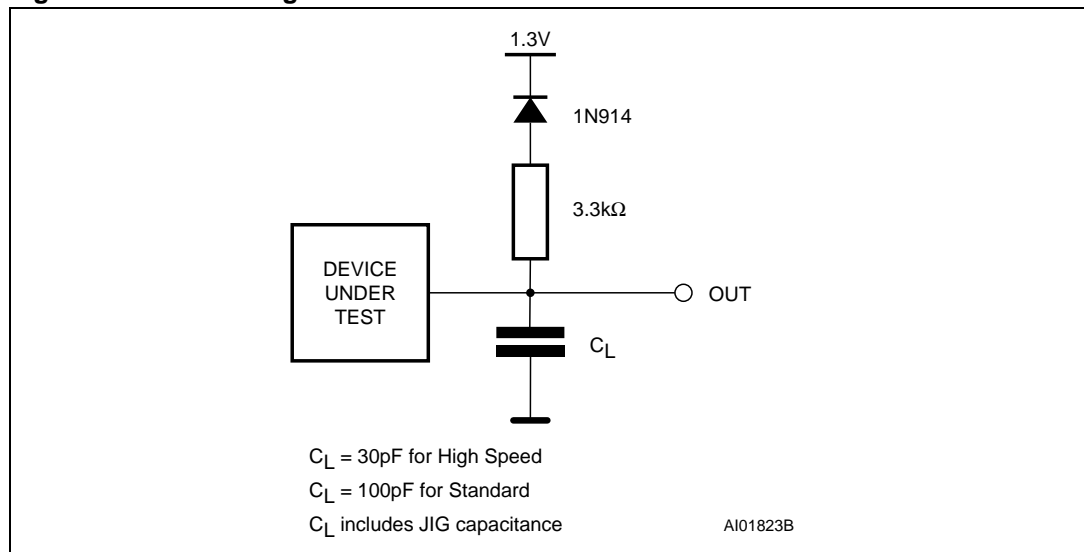 1.3V
1N914
3.3kΩ
DEVICE
UNDER
TEST
OUT
CL
CL = 30pF for High Speed
CL = 100pF for Standard
CL includes JIG capacitance
AI01823B